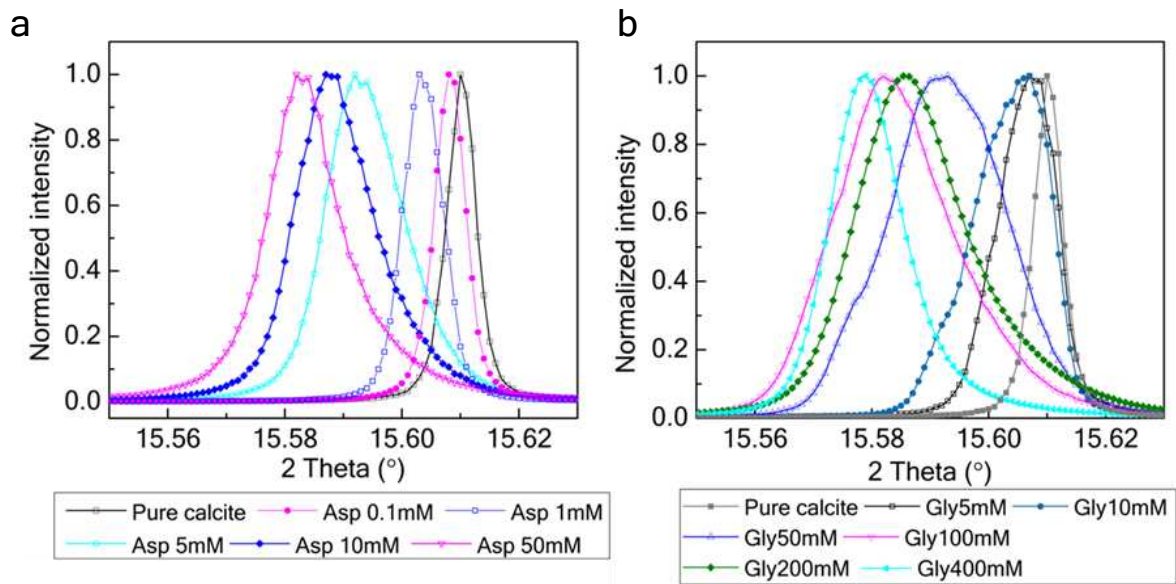 a
1.0
0.8
0.6
0.4
0.2
0.0
Normalized intensity
15.56 15.58 15.60 15.62
2 Theta (°)
Pure calcite Asp 0.1mM Asp 1mM
Asp 5mM Asp 10mM Asp 50mM
b
1.0
0.8
0.6
0.4
0.2
0.0
Normalized intensity
15.56 15.58 15.60 15.62
2 Theta (°)
Pure calcite Gly5mM Gly10mM
Gly50mM Gly100mM
Gly200mM Gly400mM